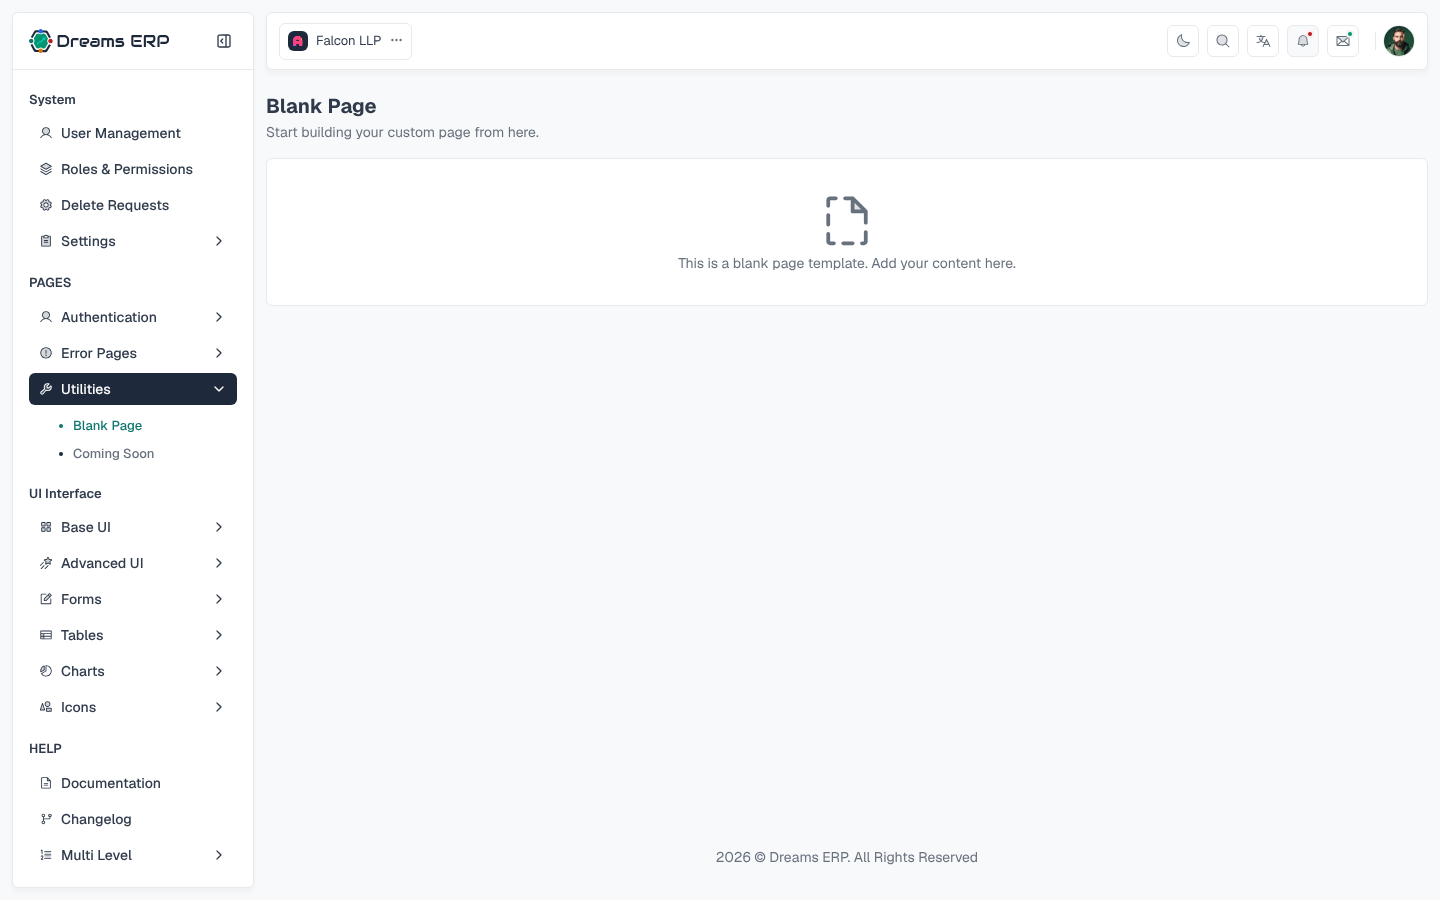 Dreams ERP
Falcon LLP
System
User Management
Roles & Permissions
Delete Requests
Settings
PAGES
Authentication
Error Pages
Utilities
Blank Page
Coming Soon
UI Interface
Base UI
Advanced UI
Forms
Tables
Charts
Icons
HELP
Documentation
Changelog
Multi Level
Blank Page
Start building your custom page from here.
This is a blank page template. Add your content here.
2026 © Dreams ERP. All Rights Reserved